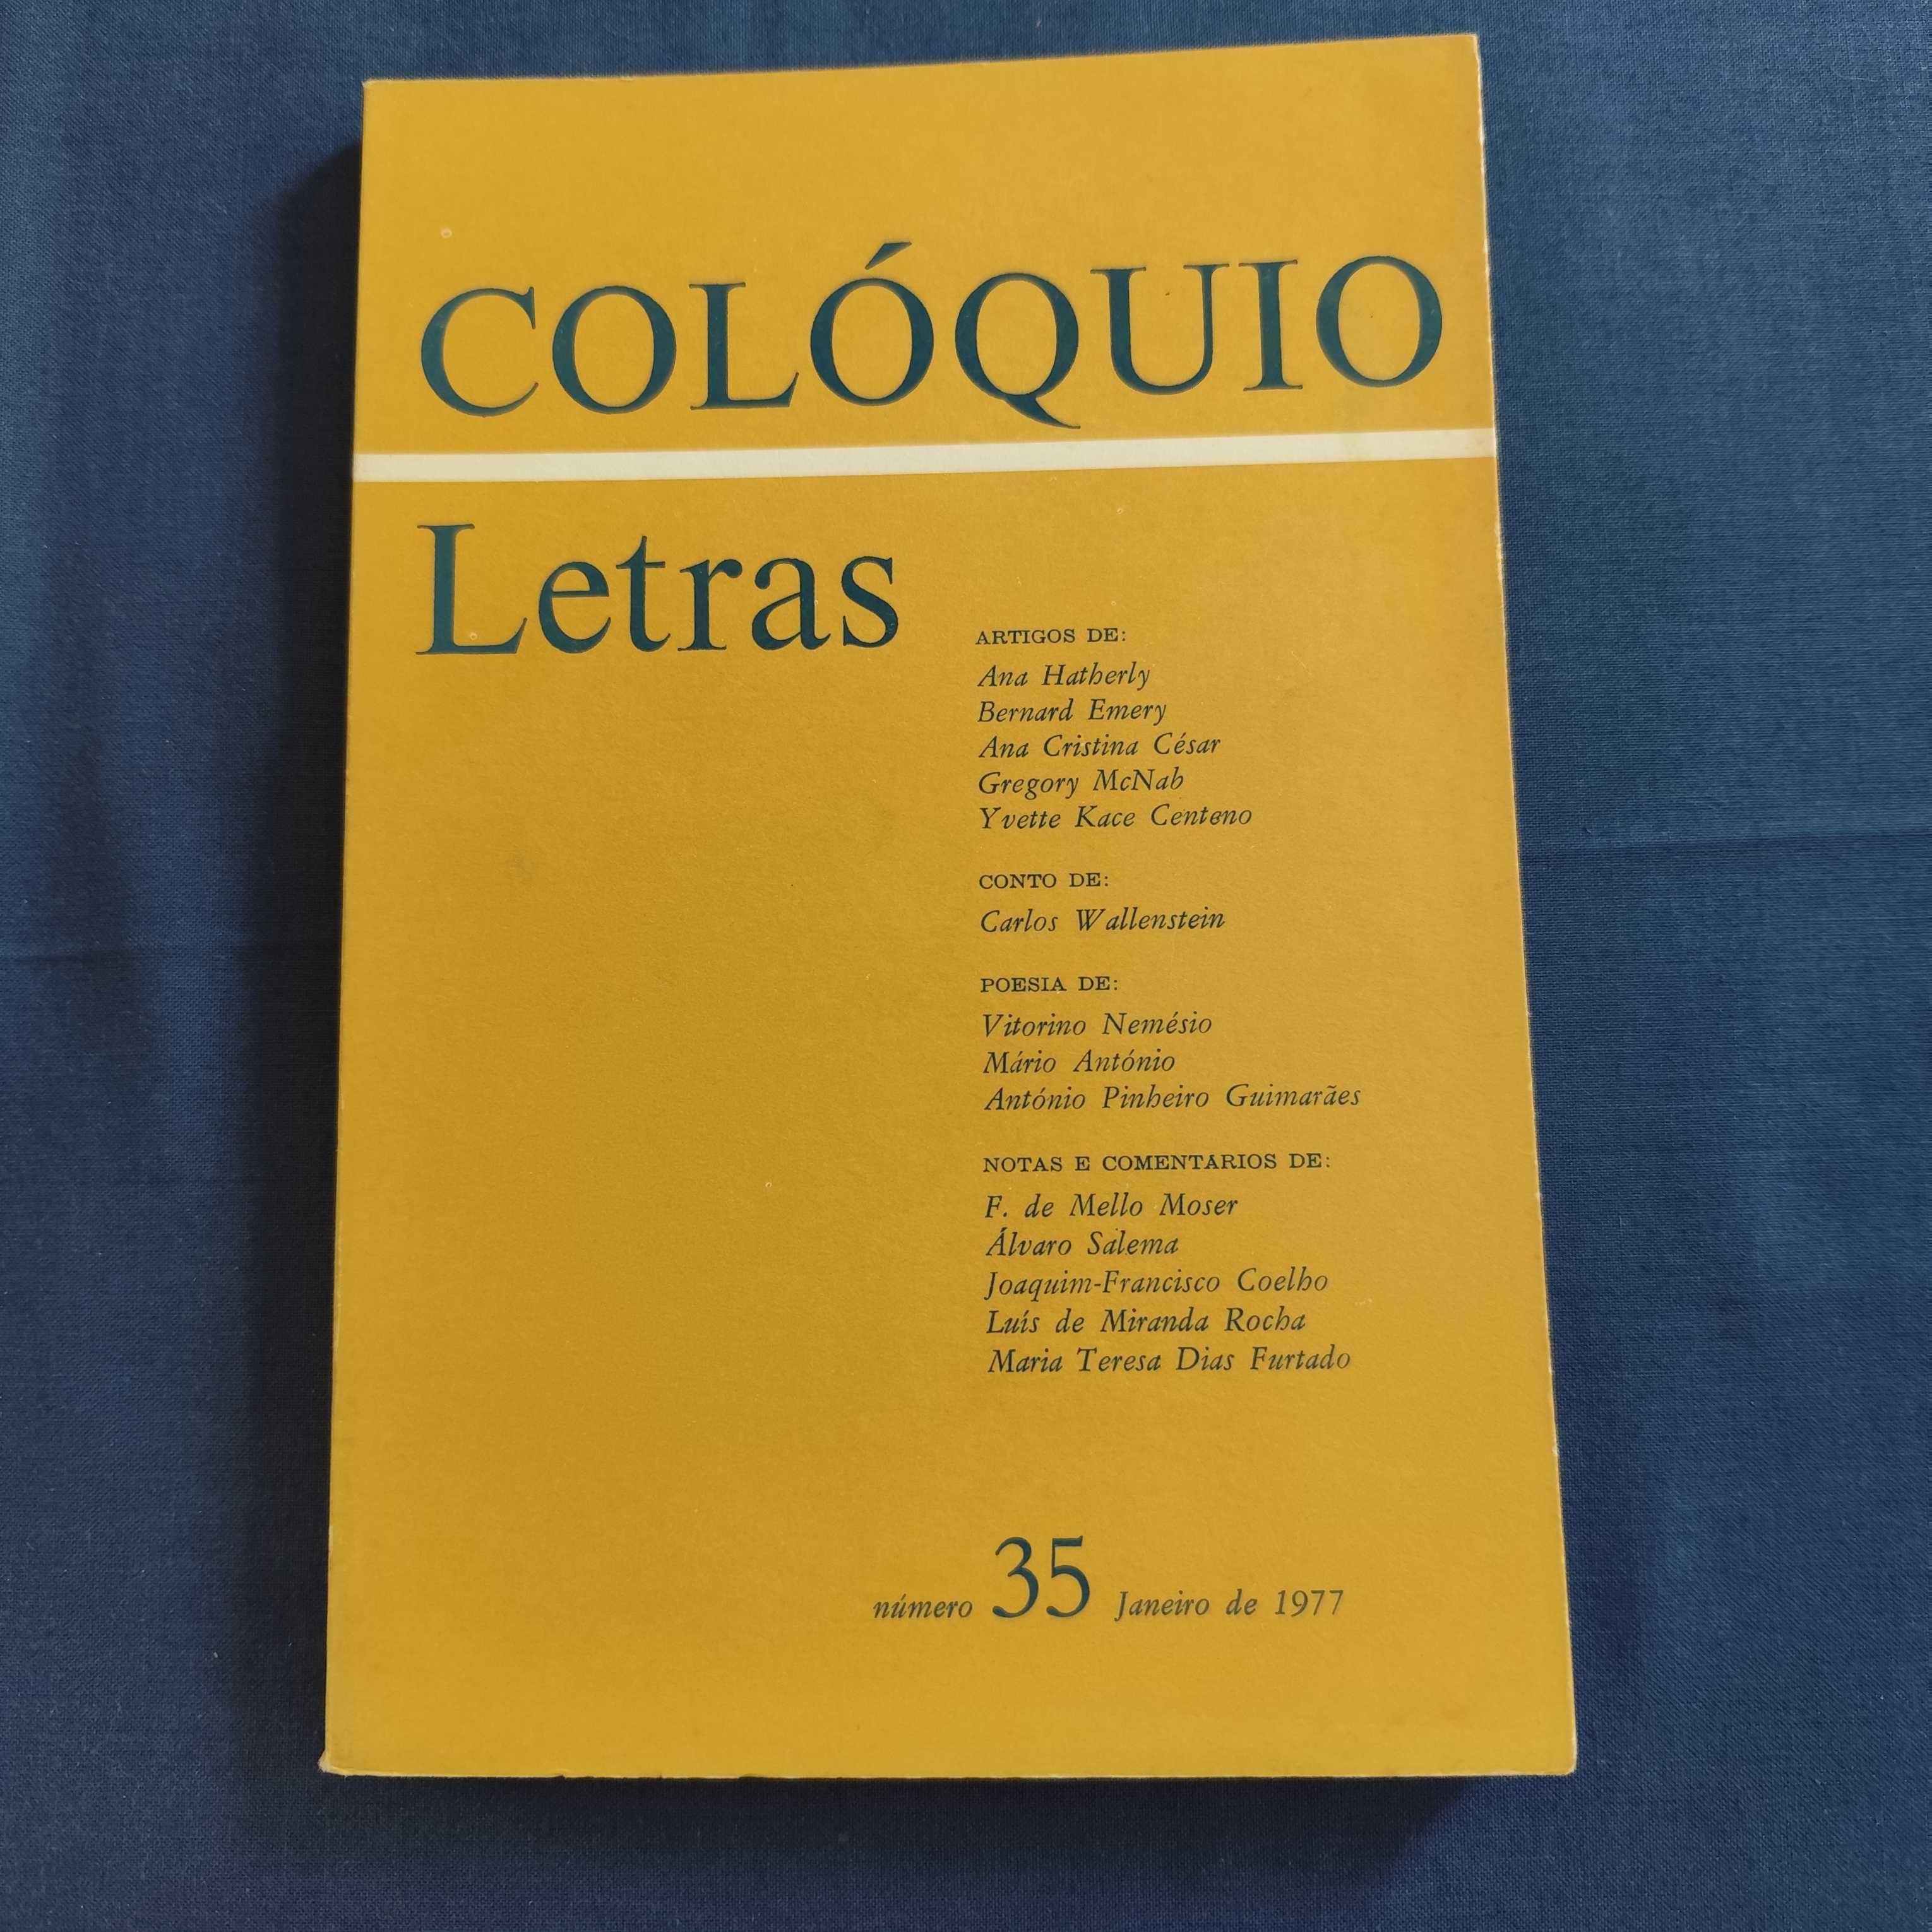 COLÓQUIO
Letras
ARTIGOS DE:
Ana Hatherly
Bernard Emery
Ana Cristina César
Gregory McNab
Yvette Kace Centeno
CONTO DE:
Carlos Wallenstein
POESIA DE:
Vitorino Nemésio
Mário António
António Pinheiro Guimarães
NOTAS E COMENTÁRIOS DE:
F. de Mello Moser
Álvaro Salema
Joaquim-Francisco Coelho
Luís de Miranda Rocha
Maria Teresa Dias Furtado
número 35 Janeiro de 1977